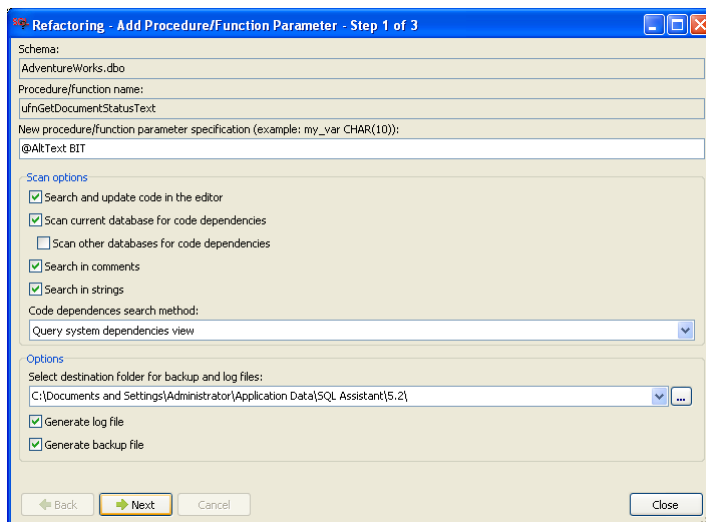 Refactoring - Add Procedure/Function Parameter - Step 1 of 3
Schema:
AdventureWorks.dbo
Procedure/function name:
ufnGetDocumentStatusText
New procedure/function parameter specification (example: my_var CHAR(10)):
@AltText BIT
Scan options
Search and update code in the editor
Scan current database for code dependencies
Scan other databases for code dependencies
Search in comments
Search in strings
Code dependences search method:
Query system dependencies view
Options
Select destination folder for backup and log files:
C:\Documents and Settings\Administrator\Application Data\SQL Assistant\5.2\
...
Generate log file
Generate backup file
Back Next Cancel Close